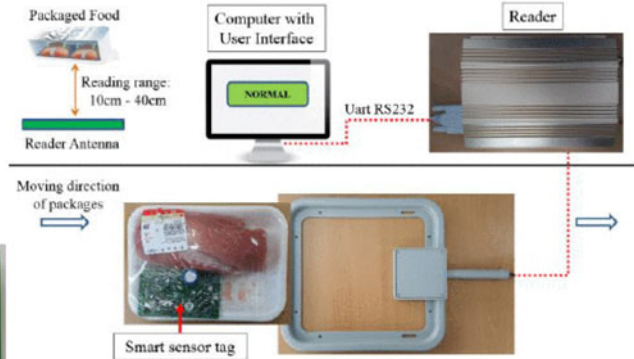 Packaged Food
Reading range:
10cm - 40cm
Reader Antenna
Computer with
User Interface
NORMAL
Uart RS232
Reader
Moving direction
of packages
Smart sensor tag